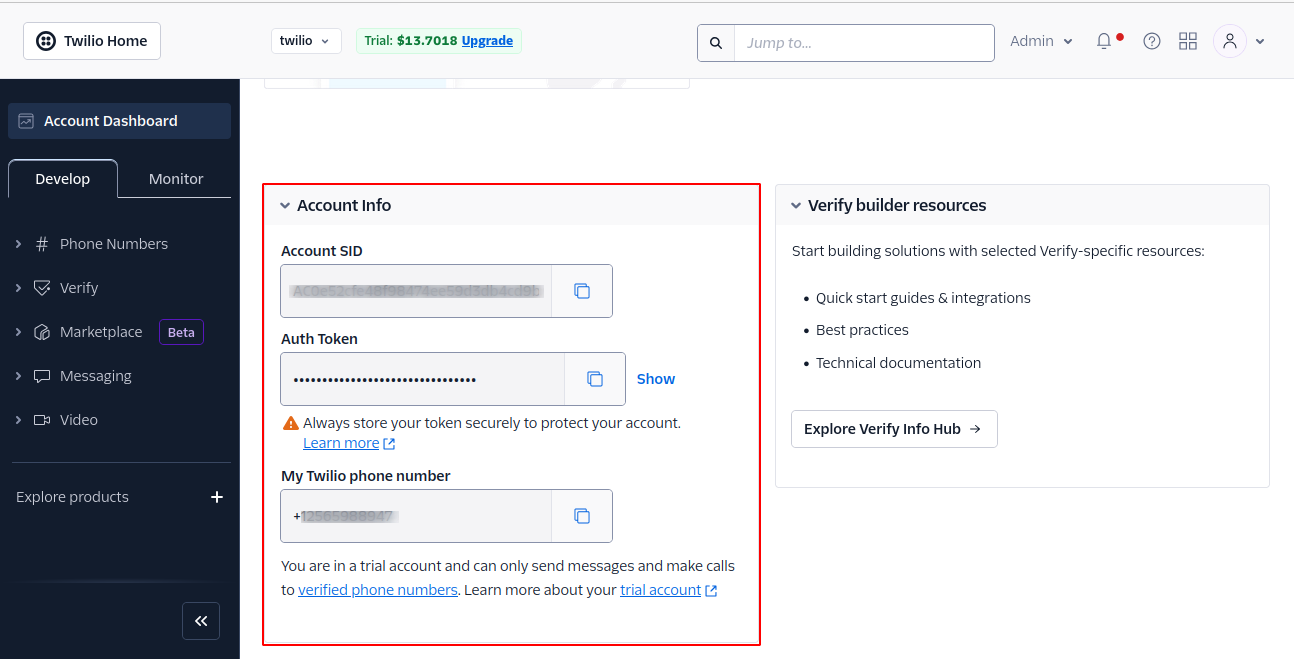 Twilio Home
twilio
Trial: $13.7018 Upgrade
Jump to...
Admin
Account Dashboard
Develop
Monitor
Phone Numbers
Verify
Marketplace
Beta
Messaging
Video
Explore products
Account Info
Account SID
Auth Token
Show
Always store your token securely to protect your account.
Learn more
My Twilio phone number
+
You are in a trial account and can only send messages and make calls
to verified phone numbers. Learn more about your trial account
Verify builder resources
Start building solutions with selected Verify-specific resources:
• Quick start guides & integrations
• Best practices
• Technical documentation
Explore Verify Info Hub →